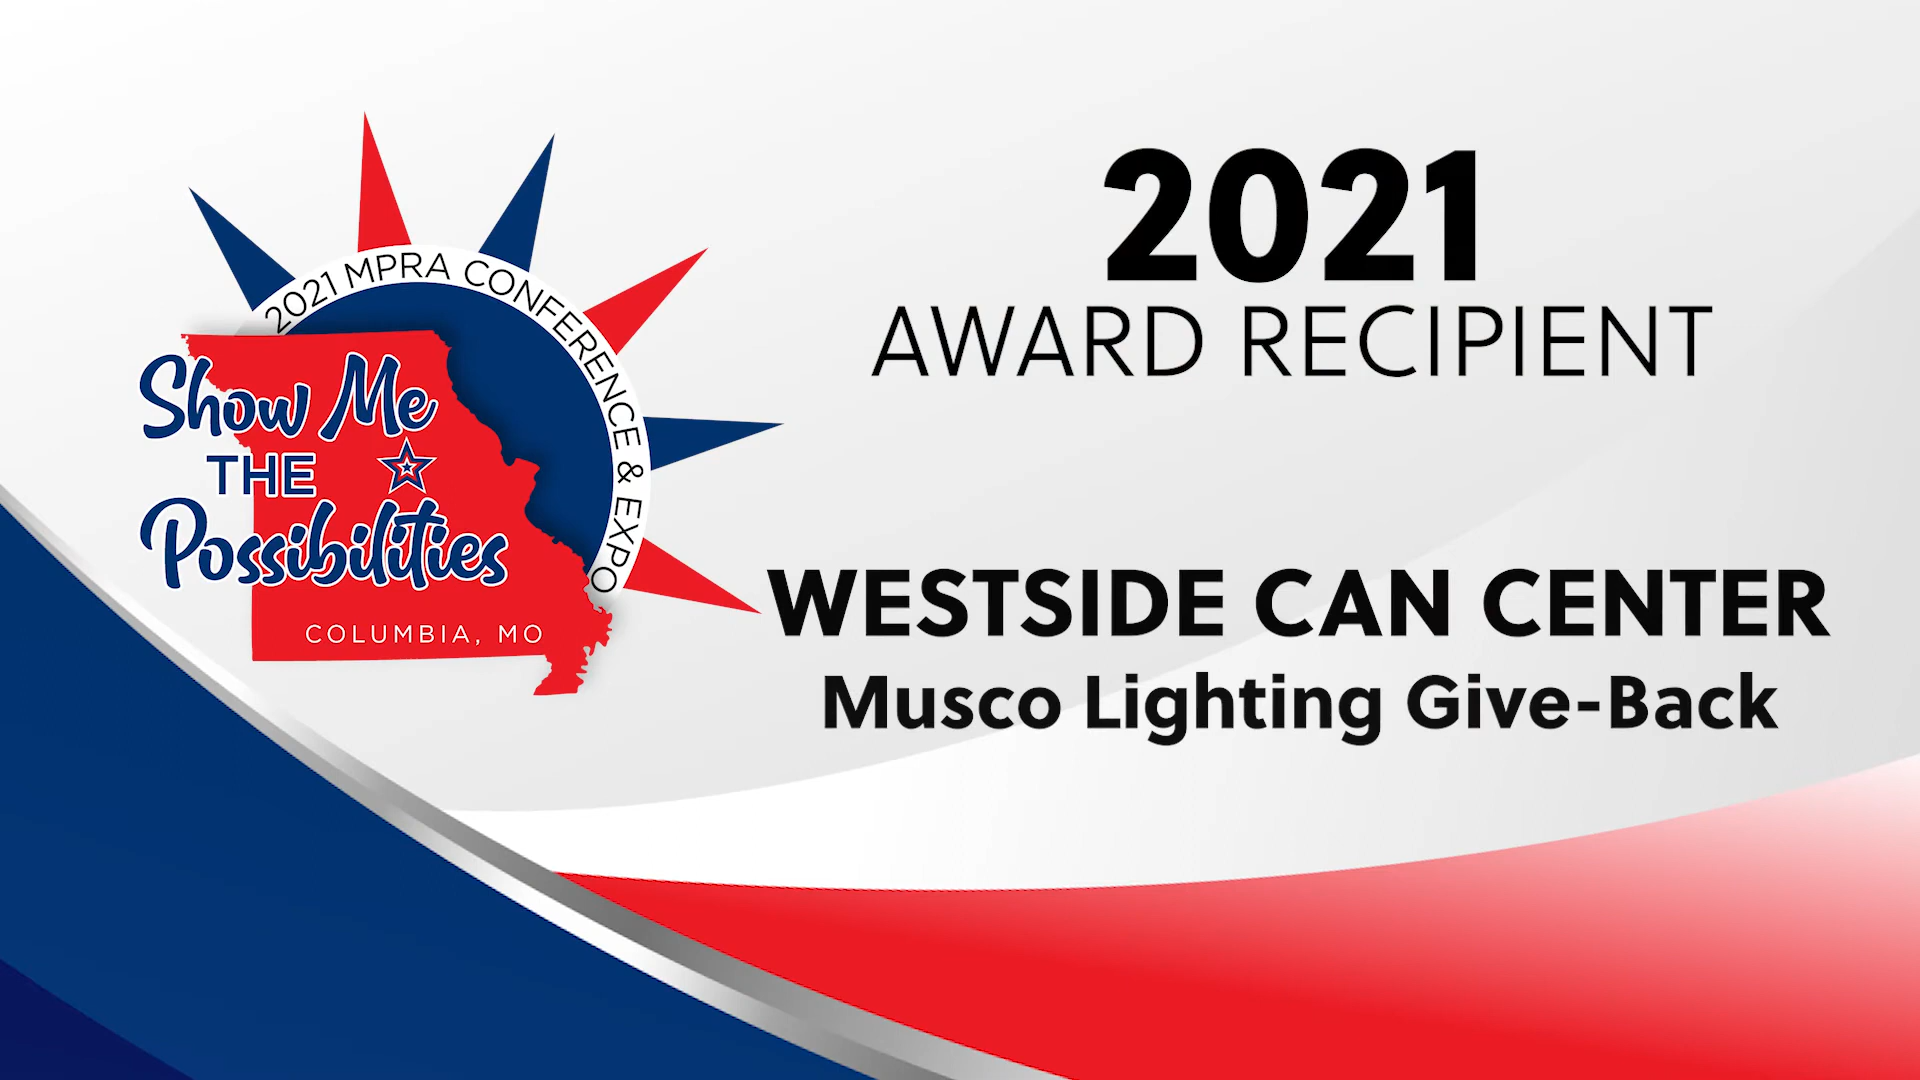 2021 MPRA CONFERENCE & EXPO
Show Me
THE
Possibilities
COLUMBIA, MO
2021
AWARD RECIPIENT
WESTSIDE CAN CENTER
Musco Lighting Give-Back